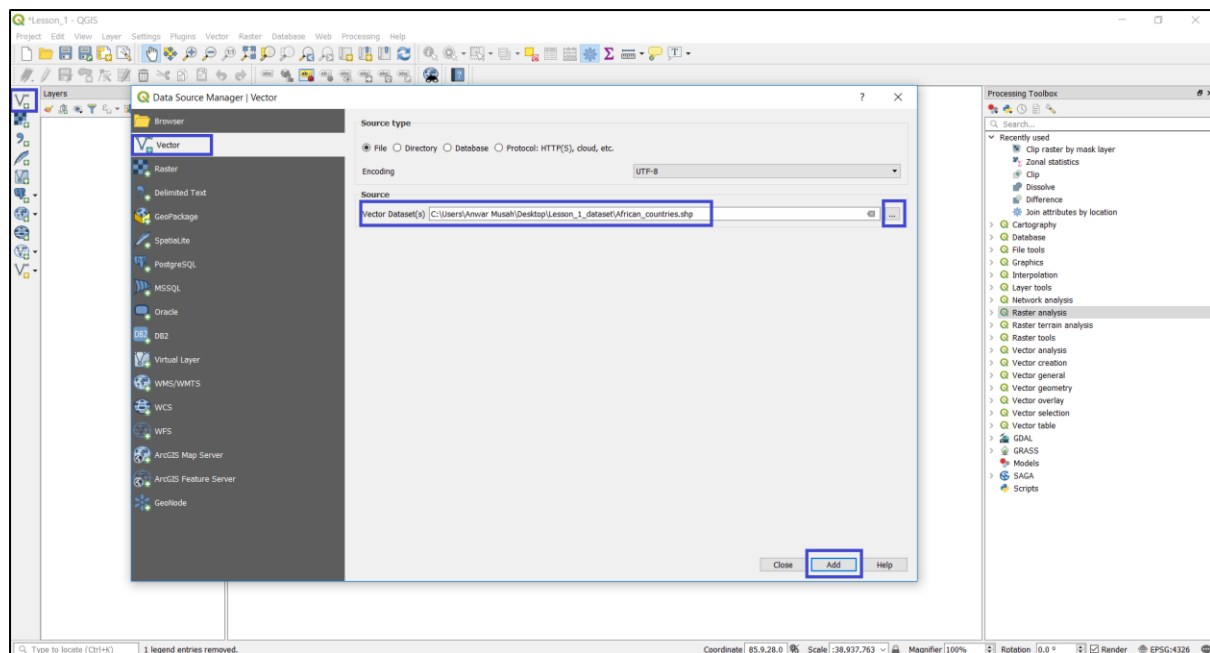 *Lesson_1 - QGIS
Project Edit View Layer Settings Plugins Vector Raster Database Web Processing Help
Layers
Data Source Manager | Vector
Browser
Vector
Raster
Delimited Text
GeoPackage
SpatiaLite
PostgreSQL
MSSQL
Oracle
DB2 DB2
Virtual Layer
WMS/WMTS
WCS
WFS
ArcGIS Map Server
ArcGIS Feature Server
GeoNode
Source type
File Directory Database Protocol: HTTP(S), cloud, etc.
Encoding UTF-8
Source
Vector Dataset(s) C:\Users\Anwar Musah\Desktop\Lesson_1_dataset\African_countries.shp ...
Close Add Help
Processing Toolbox
Search...
Recently used
Clip raster by mask layer
Zonal statistics
Clip
Dissolve
Difference
Join attributes by location
Cartography
Database
File tools
Graphics
Interpolation
Layer tools
Network analysis
Raster analysis
Raster terrain analysis
Raster tools
Vector analysis
Vector creation
Vector general
Vector geometry
Vector overlay
Vector selection
Vector table
GDAL
GRASS
Models
SAGA
Scripts
Type to locate (Ctrl+K) 1 legend entries removed. Coordinate 85.9,28.0 Scale :38,937,763 Magnifier 100% Rotation 0.0 ° Render EPSG:4326